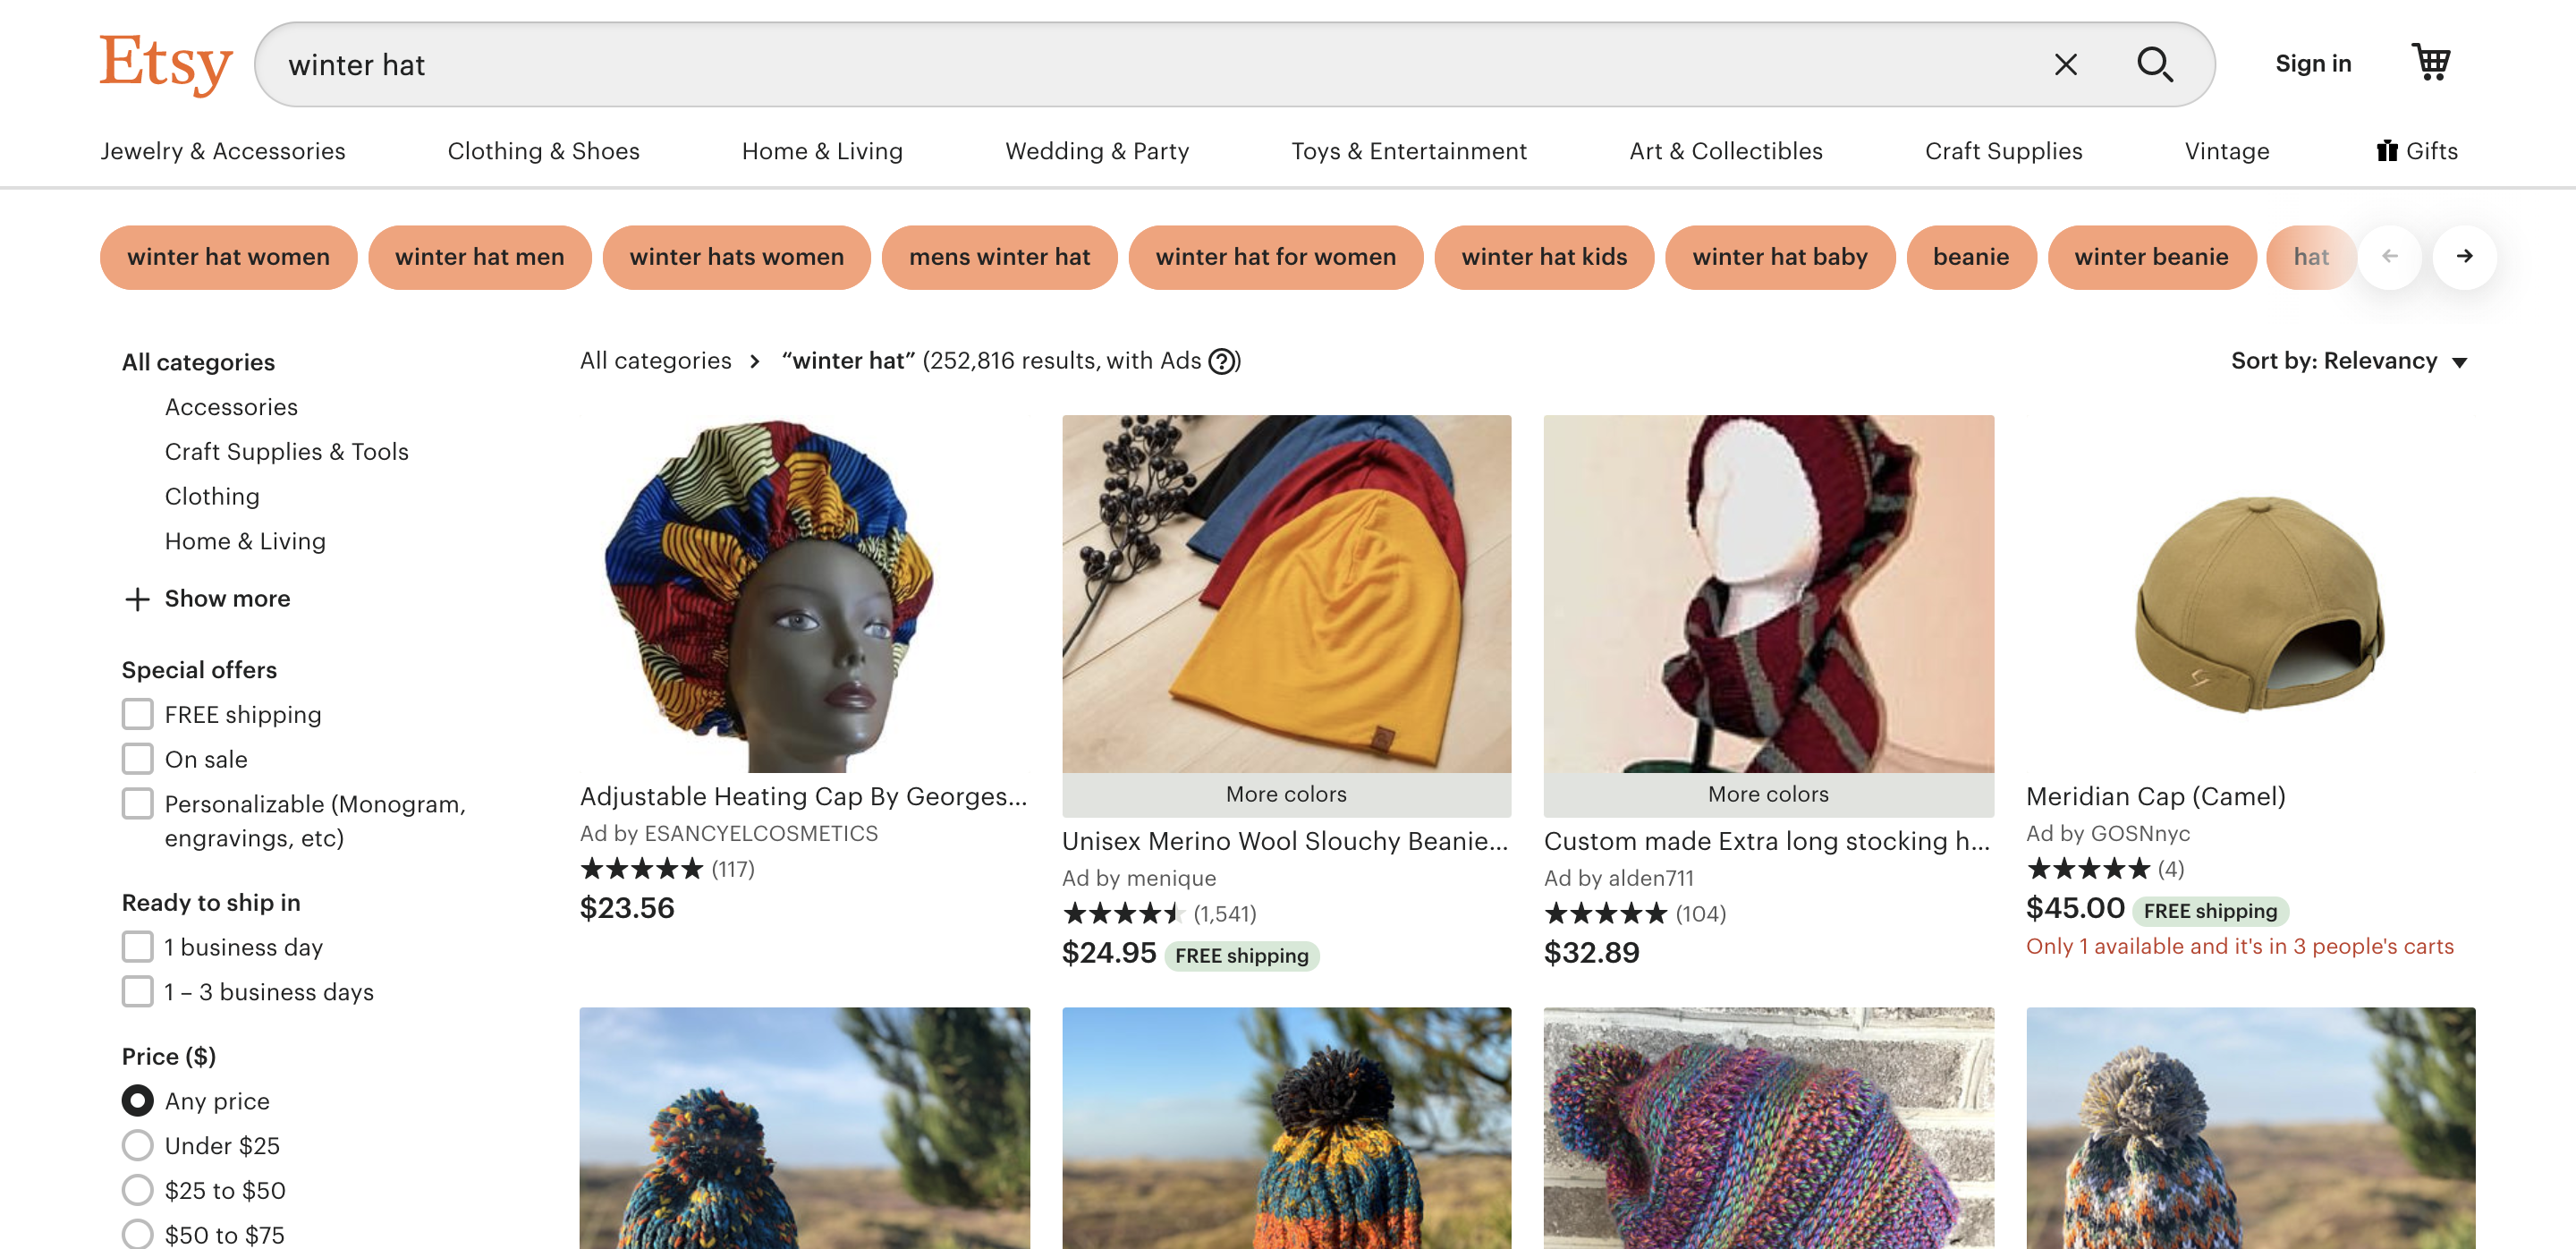 Etsy
winter hat
Sign in
Jewelry & Accessories
Clothing & Shoes
Home & Living
Wedding & Party
Toys & Entertainment
Art & Collectibles
Craft Supplies
Vintage
Gifts
winter hat women
winter hat men
winter hats women
mens winter hat
winter hat for women
winter hat kids
winter hat baby
beanie
winter beanie
hat
All categories
Accessories
Craft Supplies & Tools
Clothing
Home & Living
Show more
Special offers
FREE shipping
On sale
Personalizable (Monogram,
engravings, etc)
Ready to ship in
1 business day
1 – 3 business days
Price ($)
Any price
Under $25
$25 to $50
$50 to $75
All categories > “winter hat” (252,816 results, with Ads ?)
Sort by: Relevancy
Adjustable Heating Cap By Georges...
Ad by ESANCYELCOSMETICS
(117)
$23.56
More colors
Unisex Merino Wool Slouchy Beanie...
Ad by menique
(1,541)
$24.95 FREE shipping
More colors
Custom made Extra long stocking h...
Ad by alden711
(104)
$32.89
Meridian Cap (Camel)
Ad by GOSNnyc
(4)
$45.00 FREE shipping
Only 1 available and it's in 3 people's carts